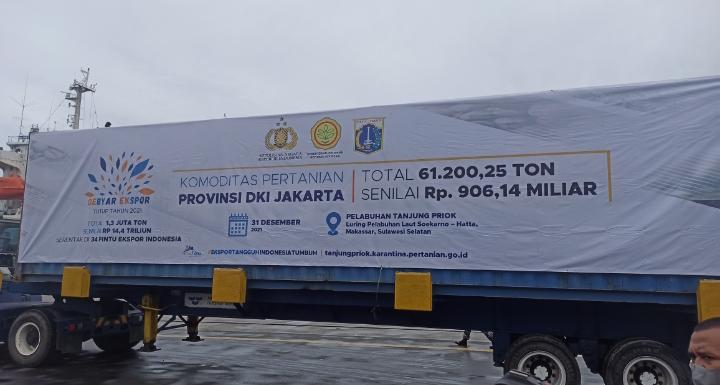 GEBYAR EKSPOR
TUTUP TAHUN 2021
TOTAL 1,3 JUTA TON
SENILAI RP 14,4 TRILIUN
SERENTAK DI 34 PINTU EKSPOR INDONESIA
KOMODITAS PERTANIAN
PROVINSI DKI JAKARTA
TOTAL 61.200,25 TON
SENILAI Rp. 906,14 MILIAR
31 DESEMBER
2021
PELABUHAN TANJUNG PRIOK
Luring Pelabuhan Laut Soekarno – Hatta,
Makassar, Sulawesi Selatan
#EKSPORTANGGUHINDONESIATUMBUH | tanjungpriok.karantina.pertanian.go.id